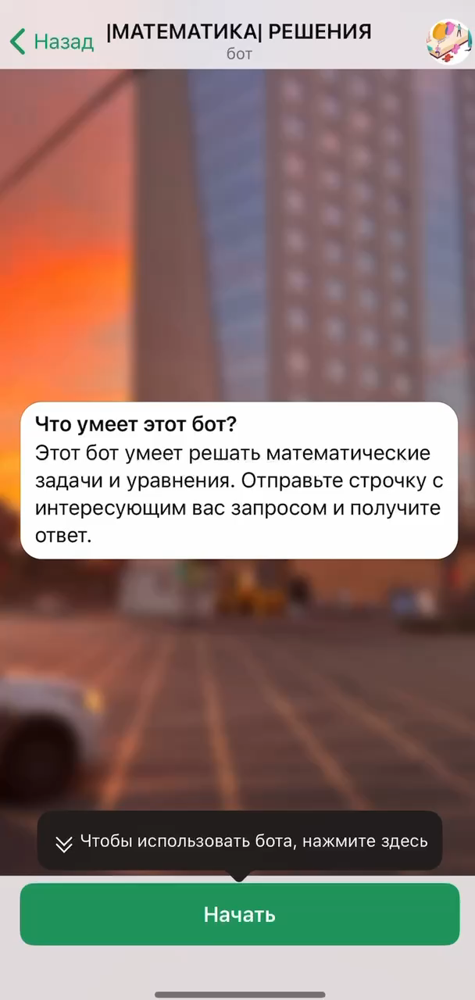 Назад
|МАТЕМАТИКА| РЕШЕНИЯ
бот
Что умеет этот бот?
Этот бот умеет решать математические
задачи и уравнения. Отправьте строчку с
интересующим вас запросом и получите
ответ.
Чтобы использовать бота, нажмите здесь
Начать